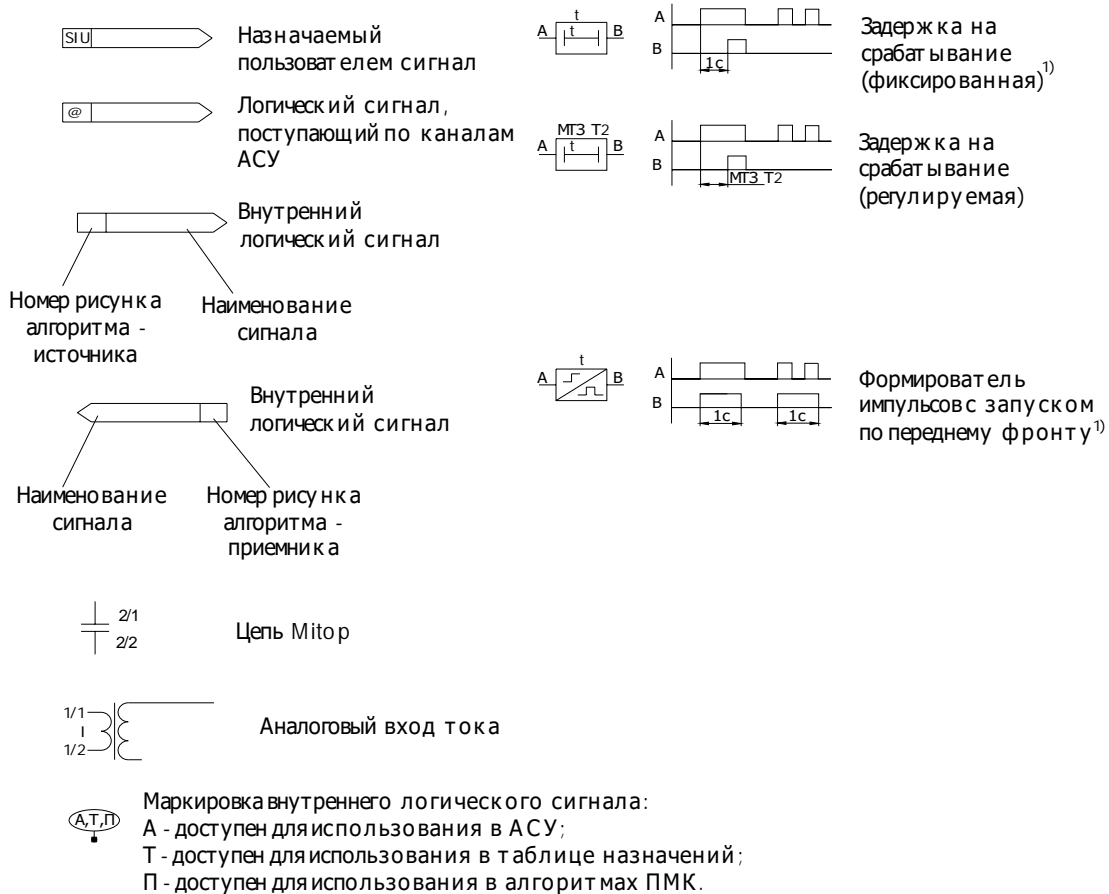 SIU
Назначаемый
пользователем сигнал
@
Логический сигнал,
поступающий по каналам
АСУ
Внутренний
логический сигнал
Номер рисунка
алгоритма -
источника
Наименование
сигнала
Внутренний
логический сигнал
Наименование
сигнала
Номер рисунка
алгоритма -
приемника
2/1
2/2
Цепь Mitop
1/1
I
1/2
Аналоговый вход тока
А,Т,П
Маркировка внутреннего логического сигнала:
А - доступен для использования в АСУ;
Т - доступен для использования в таблице назначений;
П - доступен для использования в алгоритмах ПМК.
t
A t B
A
B
1с
Задержка на
срабатывание
(фиксированная)1)
МТЗ Т2
A t B
A
B
МТЗ Т2
Задержка на
срабатывание
(регулируемая)
t
A B
A
B
1с 1с
Формирователь
импульсов с запуском
по переднему фронту1)